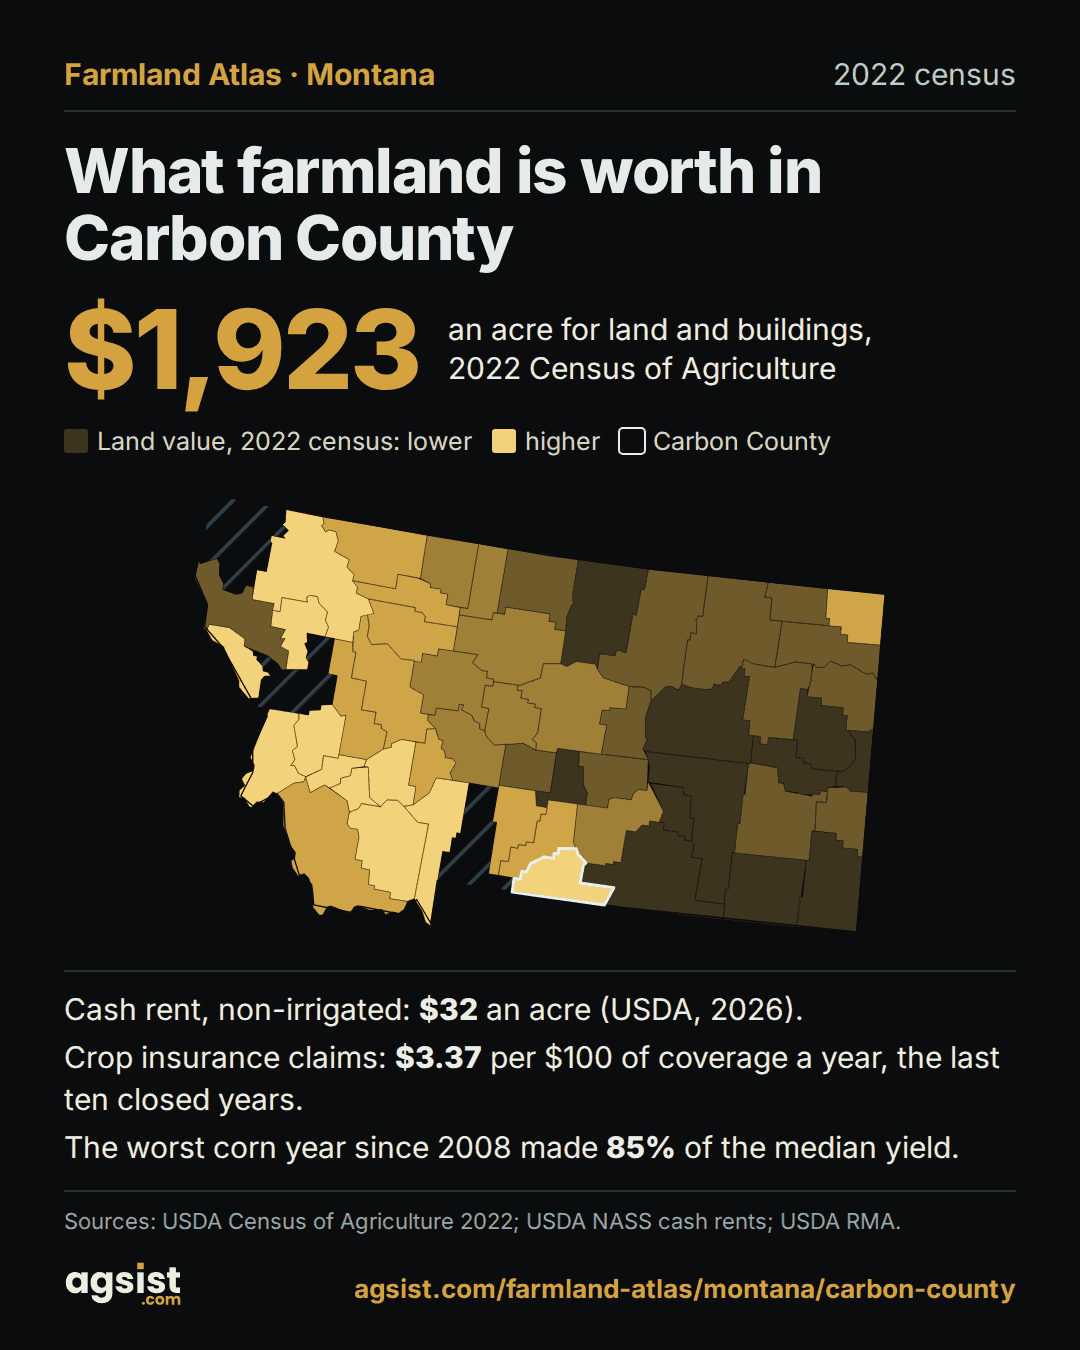 Farmland Atlas · Montana
2022 census
What farmland is worth in
Carbon County
$1,923
an acre for land and buildings,
2022 Census of Agriculture
Land value, 2022 census: lower
higher
Carbon County
Cash rent, non-irrigated: $32 an acre (USDA, 2026).
Crop insurance claims: $3.37 per $100 of coverage a year, the last
ten closed years.
The worst corn year since 2008 made 85% of the median yield.
Sources: USDA Census of Agriculture 2022; USDA NASS cash rents; USDA RMA.
agsist
.com
agsist.com/farmland-atlas/montana/carbon-county